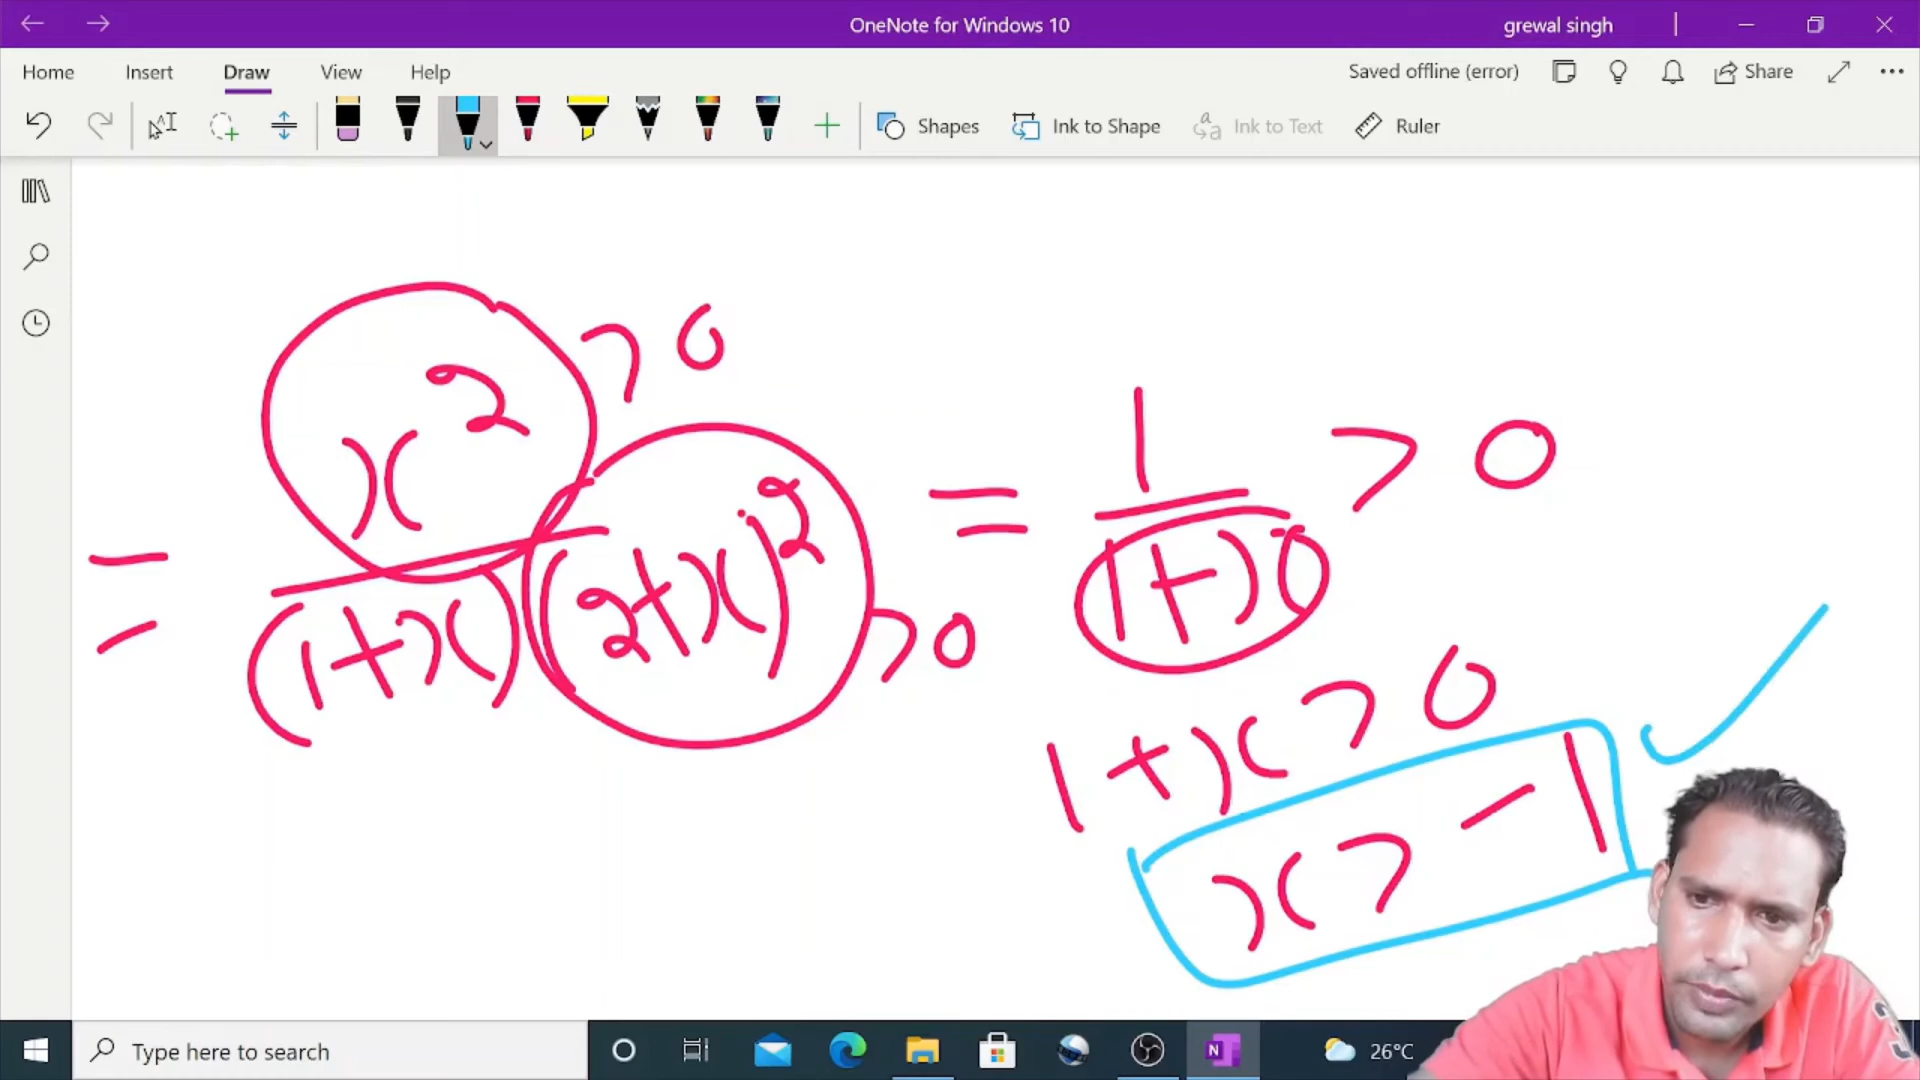 OneNote for Windows 10
grewal singh
Home Insert Draw View Help
Saved offline (error) Share
Shapes Ink to Shape Ink to Text Ruler
x² > 0
= x² / (1+x) (2+x)² > 0 = 1 / 1+x > 0
1+x > 0
x > -1
Type here to search
26°C
3